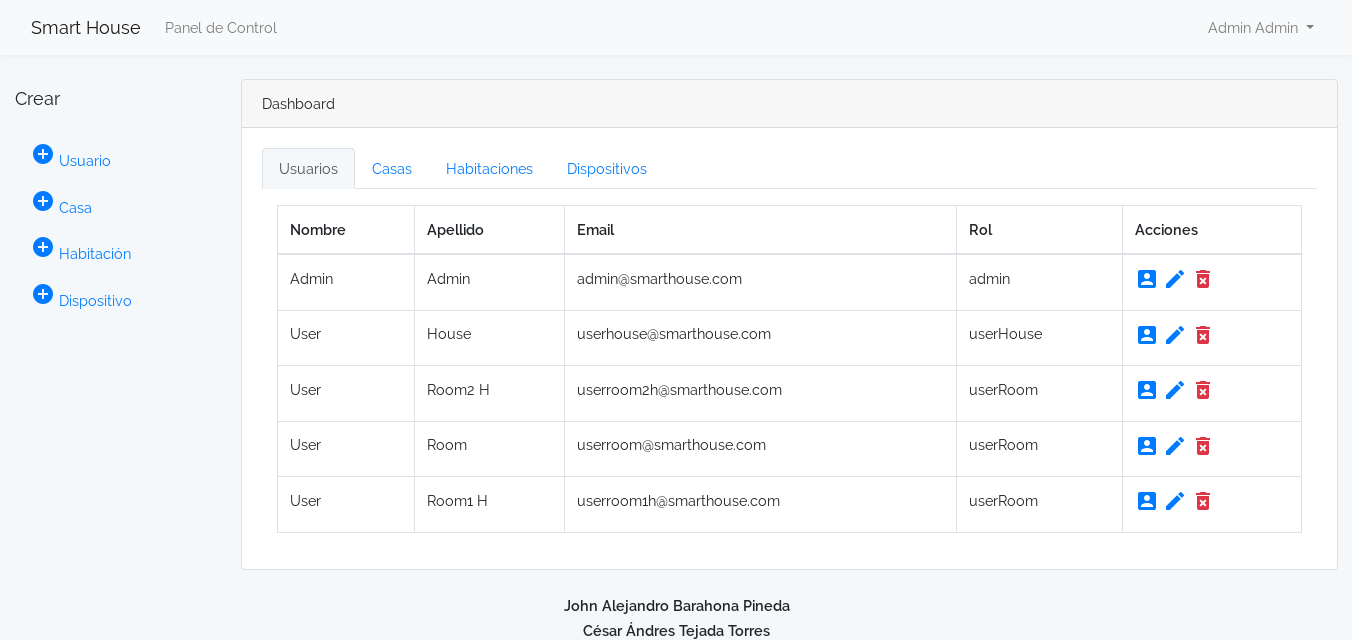 Smart House Panel de Control Admin Admin
Crear
Usuario
Casa
Habitación
Dispositivo
Dashboard
Usuarios Casas Habitaciones Dispositivos
Nombre Apellido Email Rol Acciones
Admin Admin admin@smarthouse.com admin
User House userhouse@smarthouse.com userHouse
User Room2 H userroom2h@smarthouse.com userRoom
User Room userroom@smarthouse.com userRoom
User Room1 H userroom1h@smarthouse.com userRoom
John Alejandro Barahona Pineda
César Ándres Tejada Torres